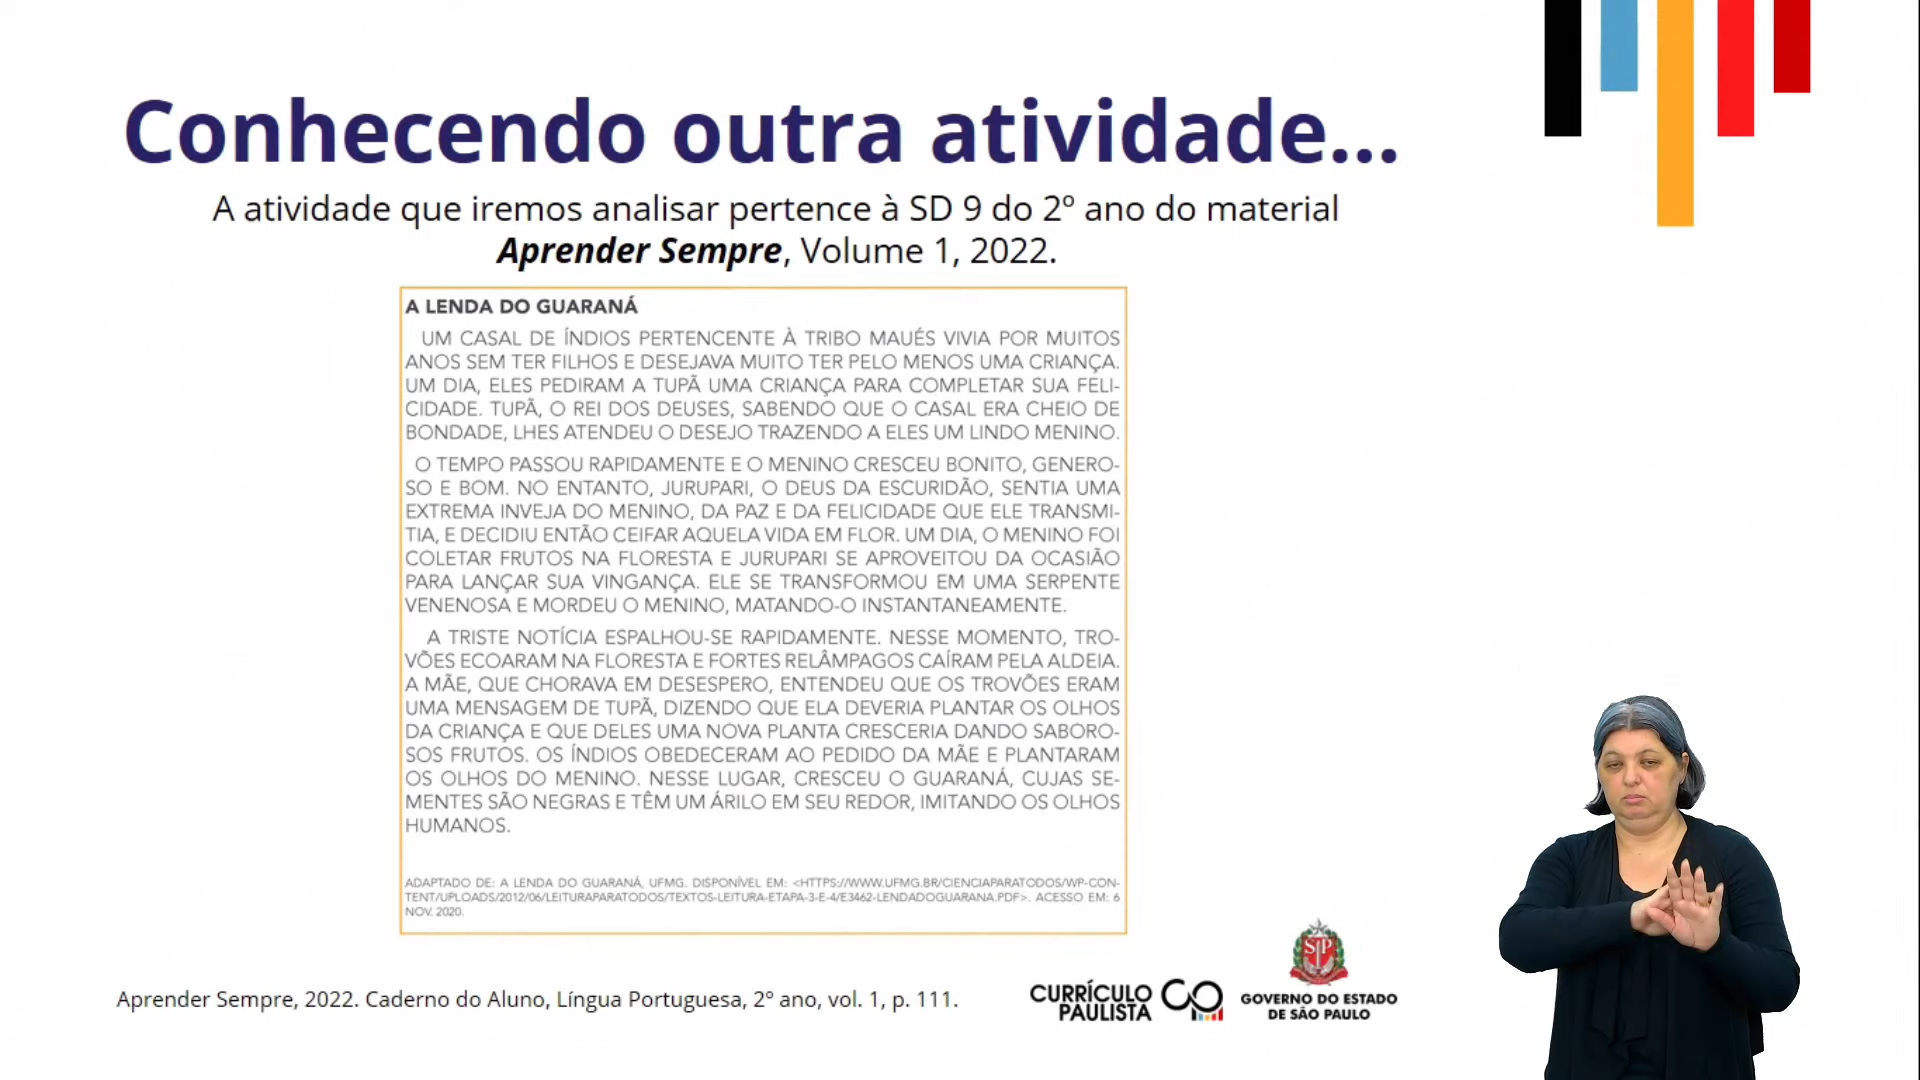 Conhecendo outra atividade...
A atividade que iremos analisar pertence à SD 9 do 2º ano do material
Aprender Sempre, Volume 1, 2022.
A LENDA DO GUARANÁ
UM CASAL DE ÍNDIOS PERTENCENTE À TRIBO MAUÉS VIVIA POR MUITOS
ANOS SEM TER FILHOS E DESEJAVA MUITO TER PELO MENOS UMA CRIANÇA.
UM DIA, ELES PEDIRAM A TUPÃ UMA CRIANÇA PARA COMPLETAR SUA FELI-
CIDADE. TUPÃ, O REI DOS DEUSES, SABENDO QUE O CASAL ERA CHEIO DE
BONDADE, LHES ATENDEU O DESEJO TRAZENDO A ELES UM LINDO MENINO.
O TEMPO PASSOU RAPIDAMENTE E O MENINO CRESCEU BONITO, GENERO-
SO E BOM. NO ENTANTO, JURUPARI, O DEUS DA ESCURIDÃO, SENTIA UMA
EXTREMA INVEJA DO MENINO, DA PAZ E DA FELICIDADE QUE ELE TRANSMI-
TIA, E DECIDIU ENTÃO CEIFAR AQUELA VIDA EM FLOR. UM DIA, O MENINO FOI
COLETAR FRUTOS NA FLORESTA E JURUPARI SE APROVEITOU DA OCASIÃO
PARA LANÇAR SUA VINGANÇA. ELE SE TRANSFORMOU EM UMA SERPENTE
VENENOSA E MORDEU O MENINO, MATANDO-O INSTANTANEAMENTE.
A TRISTE NOTÍCIA ESPALHOU-SE RAPIDAMENTE. NESSE MOMENTO, TRO-
VÕES ECOARAM NA FLORESTA E FORTES RELÂMPAGOS CAÍRAM PELA ALDEIA.
A MÃE, QUE CHORAVA EM DESESPERO, ENTENDEU QUE OS TROVÕES ERAM
UMA MENSAGEM DE TUPÃ, DIZENDO QUE ELA DEVERIA PLANTAR OS OLHOS
DA CRIANÇA E QUE DELES UMA NOVA PLANTA CRESCERIA DANDO SABORO-
SOS FRUTOS. OS ÍNDIOS OBEDECERAM AO PEDIDO DA MÃE E PLANTARAM
OS OLHOS DO MENINO. NESSE LUGAR, CRESCEU O GUARANÁ, CUJAS SE-
MENTES SÃO NEGRAS E TÊM UM ÁRILO EM SEU REDOR, IMITANDO OS OLHOS
HUMANOS.
ADAPTADO DE: A LENDA DO GUARANÁ, UFMG. DISPONÍVEL EM: <HTTPS://WWW.UFMG.BR/CIENCIAPARATODOS/WP-CON-
TENT/UPLOADS/2012/06/LEITURAPARATODOS/TEXTOS-LEITURA-ETAPA-3-E-4/E3462-LENDADOGUARANA.PDF>. ACESSO EM: 6
NOV. 2020.
Aprender Sempre, 2022. Caderno do Aluno, Língua Portuguesa, 2º ano, vol. 1, p. 111.
CURRÍCULO
PAULISTA
SP
GOVERNO DO ESTADO
DE SÃO PAULO